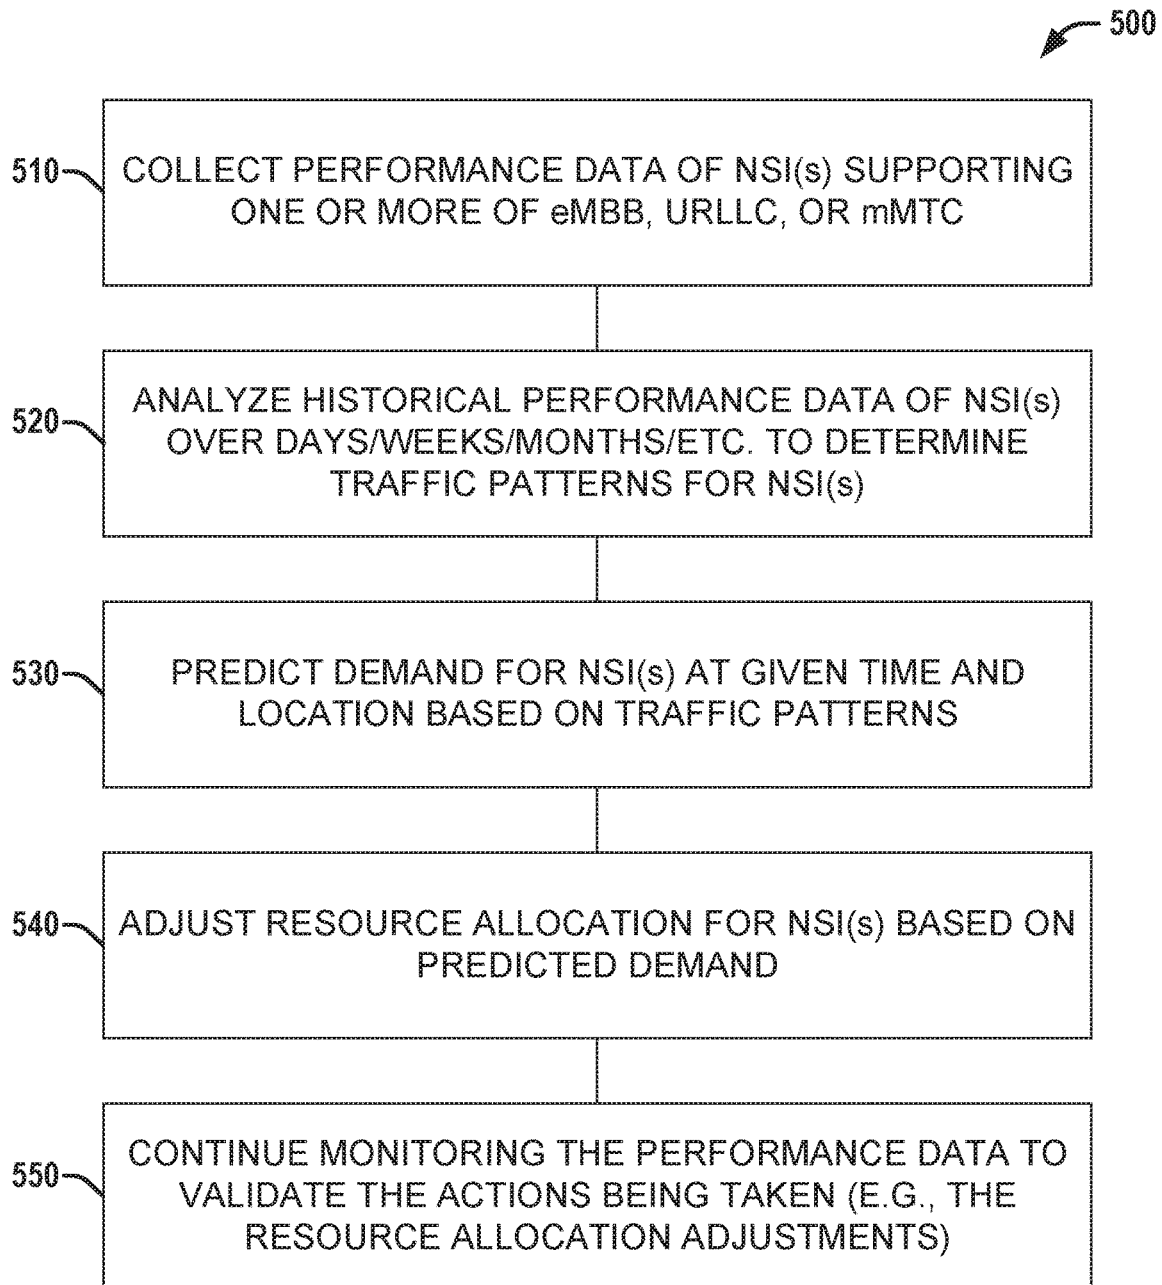 500
510
COLLECT PERFORMANCE DATA OF NSI(s) SUPPORTING
ONE OR MORE OF eMBB, URLLC, OR mMTC
520
ANALYZE HISTORICAL PERFORMANCE DATA OF NSI(s)
OVER DAYS/WEEKS/MONTHS/ETC. TO DETERMINE
TRAFFIC PATTERNS FOR NSI(s)
530
PREDICT DEMAND FOR NSI(s) AT GIVEN TIME AND
LOCATION BASED ON TRAFFIC PATTERNS
540
ADJUST RESOURCE ALLOCATION FOR NSI(s) BASED ON
PREDICTED DEMAND
550
CONTINUE MONITORING THE PERFORMANCE DATA TO
VALIDATE THE ACTIONS BEING TAKEN (E.G., THE
RESOURCE ALLOCATION ADJUSTMENTS)